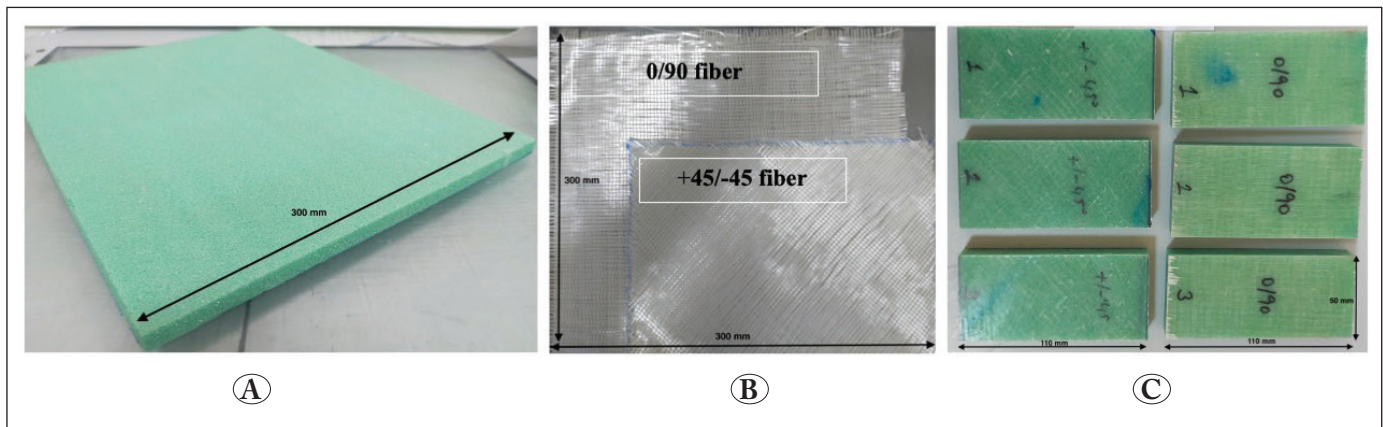 300 mm
0/90 fiber
+45/-45 fiber
300 mm
300 mm
1 +/-45°
1 0/90
2 +/-45°
2 0/90
+/-45
3 0/90
50 mm
110 mm
110 mm
A
B
C